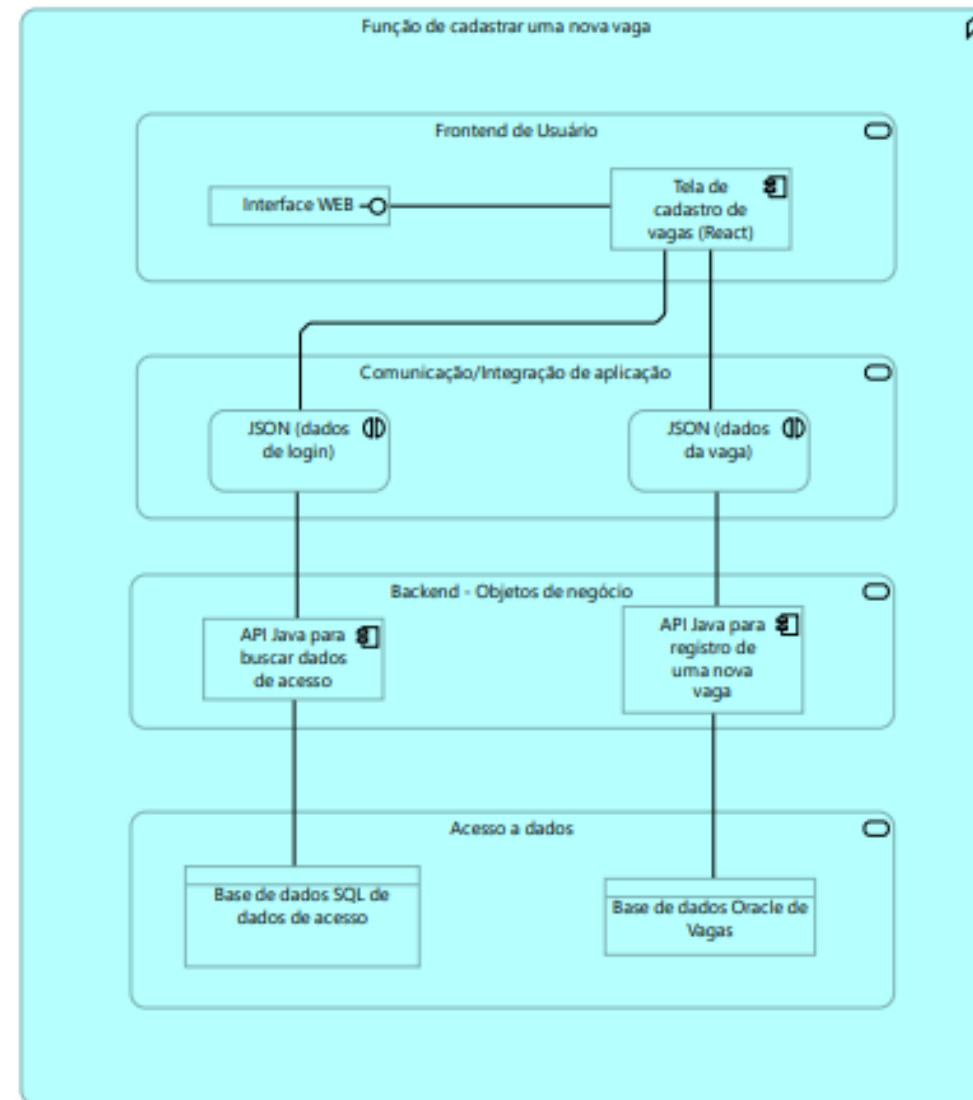 Função de cadastrar uma nova vaga
Frontend de Usuário
Interface WEB
Tela de
cadastro de
vagas (React)
Comunicação/Integração de aplicação
JSON (dados
de login)
JSON (dados
da vaga)
Backend - Objetos de negócio
API Java para
buscar dados
de acesso
API Java para
registro de
uma nova
vaga
Acesso a dados
Base de dados SQL de
dados de acesso
Base de dados Oracle de
Vagas